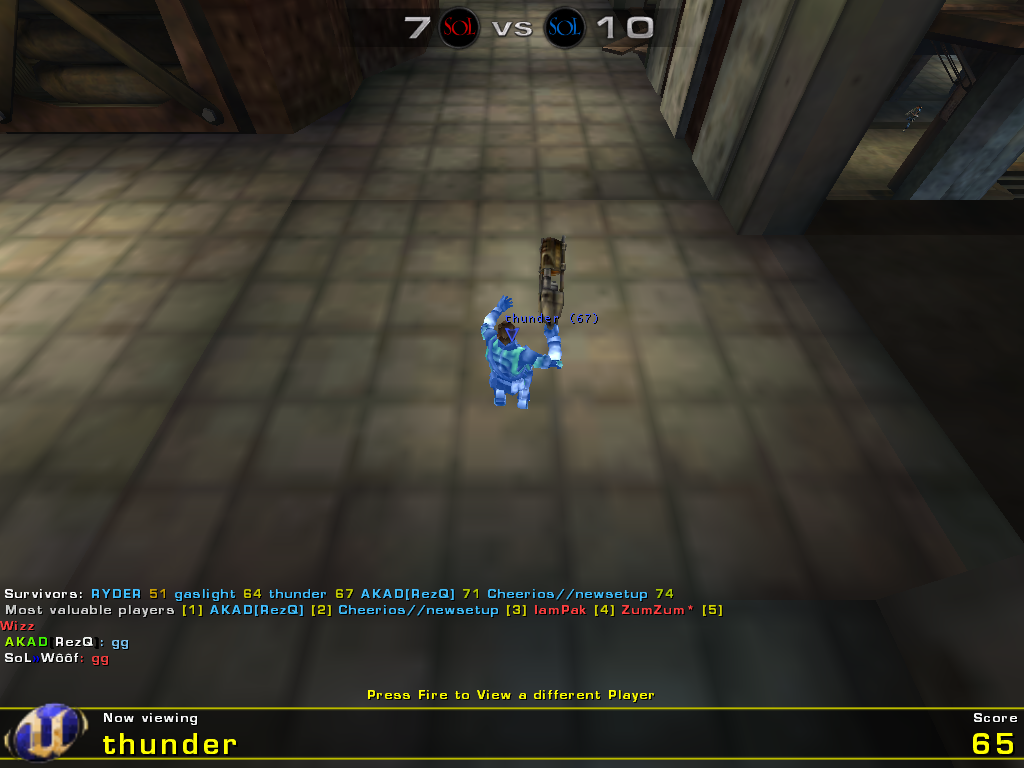 7 SOL vs SOL 10
thunder (67)
Survivors: RYDER 51 gaslight 64 thunder 67 AKAD[RezQ] 71 Cheerios//newsetup 74
Most valuable players [1] AKAD[RezQ] [2] Cheerios//newsetup [3] IamPak [4] ZumZum* [5]
Wizz
AKAD[RezQ]: gg
SoL»Wôôf: gg
Press Fire to View a different Player
Now viewing
Score
thunder
65